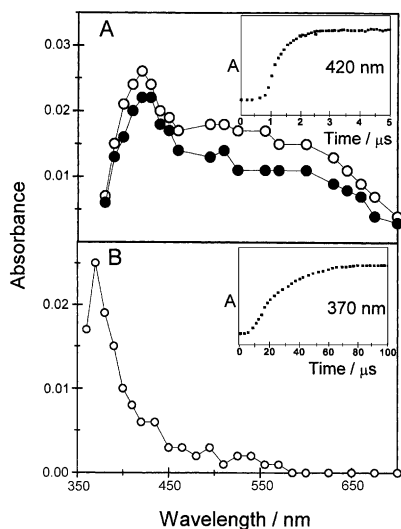 A
0.03
0.02
0.01
A
420 nm
0 1 2 3 4 5
Time / μs
Absorbance
B
0.02
0.01
0.00
A
370 nm
0 20 40 60 80 100
Time / μs
350 450 550 650
Wavelength / nm